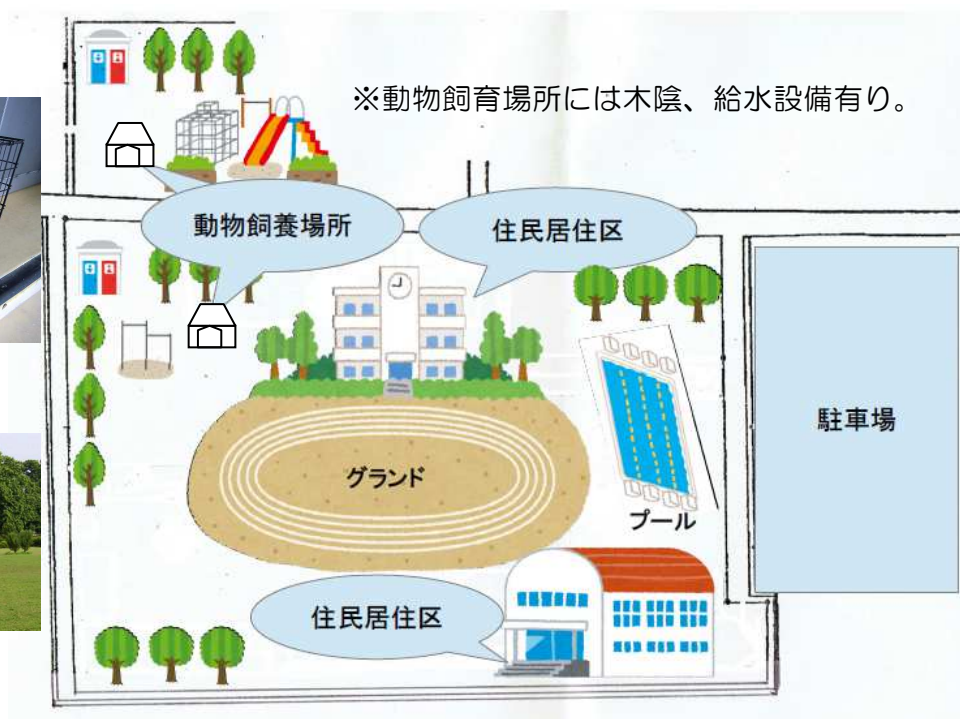 ※動物飼育場所には木陰、給水設備有り。
動物飼養場所
住民居住区
駐車場
グランド
プール
住民居住区